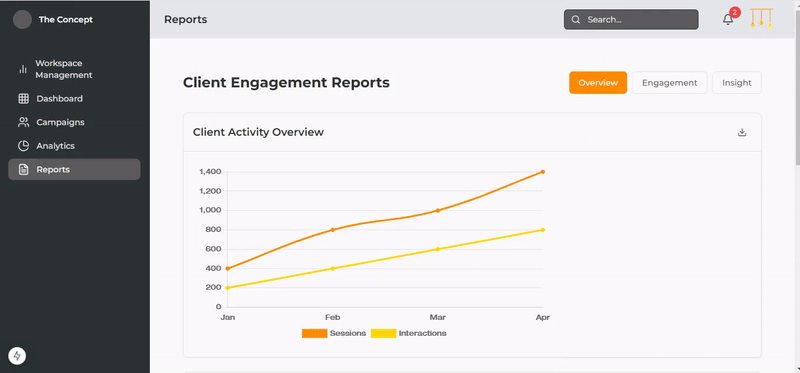 The Concept
Reports
Search...
2
Workspace
Management
Dashboard
Campaigns
Analytics
Reports
Client Engagement Reports
Overview
Engagement
Insight
Client Activity Overview
1,400
1,200
1,000
800
600
400
200
0
Jan
Feb
Mar
Apr
Sessions
Interactions